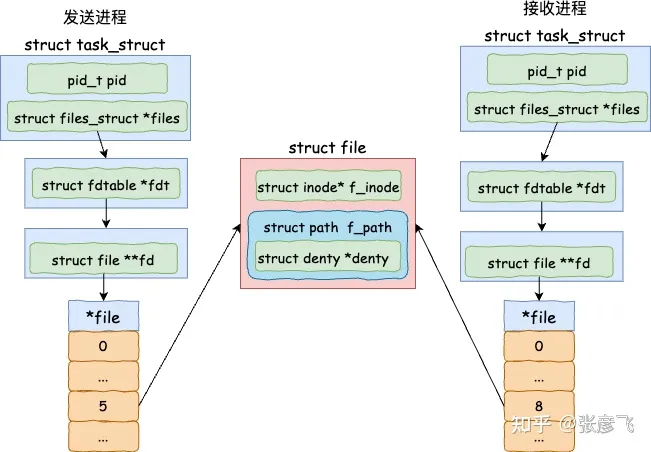 发送进程
struct task_struct
pid_t pid
struct files_struct *files
struct fdtable *fdt
struct file **fd
*file
0
...
5
...
struct file
struct inode* f_inode
struct path f_path
struct denty *denty
接收进程
struct task_struct
pid_t pid
struct files_struct *files
struct fdtable *fdt
struct file **fd
*file
0
...
8
...
知乎 @张彦飞